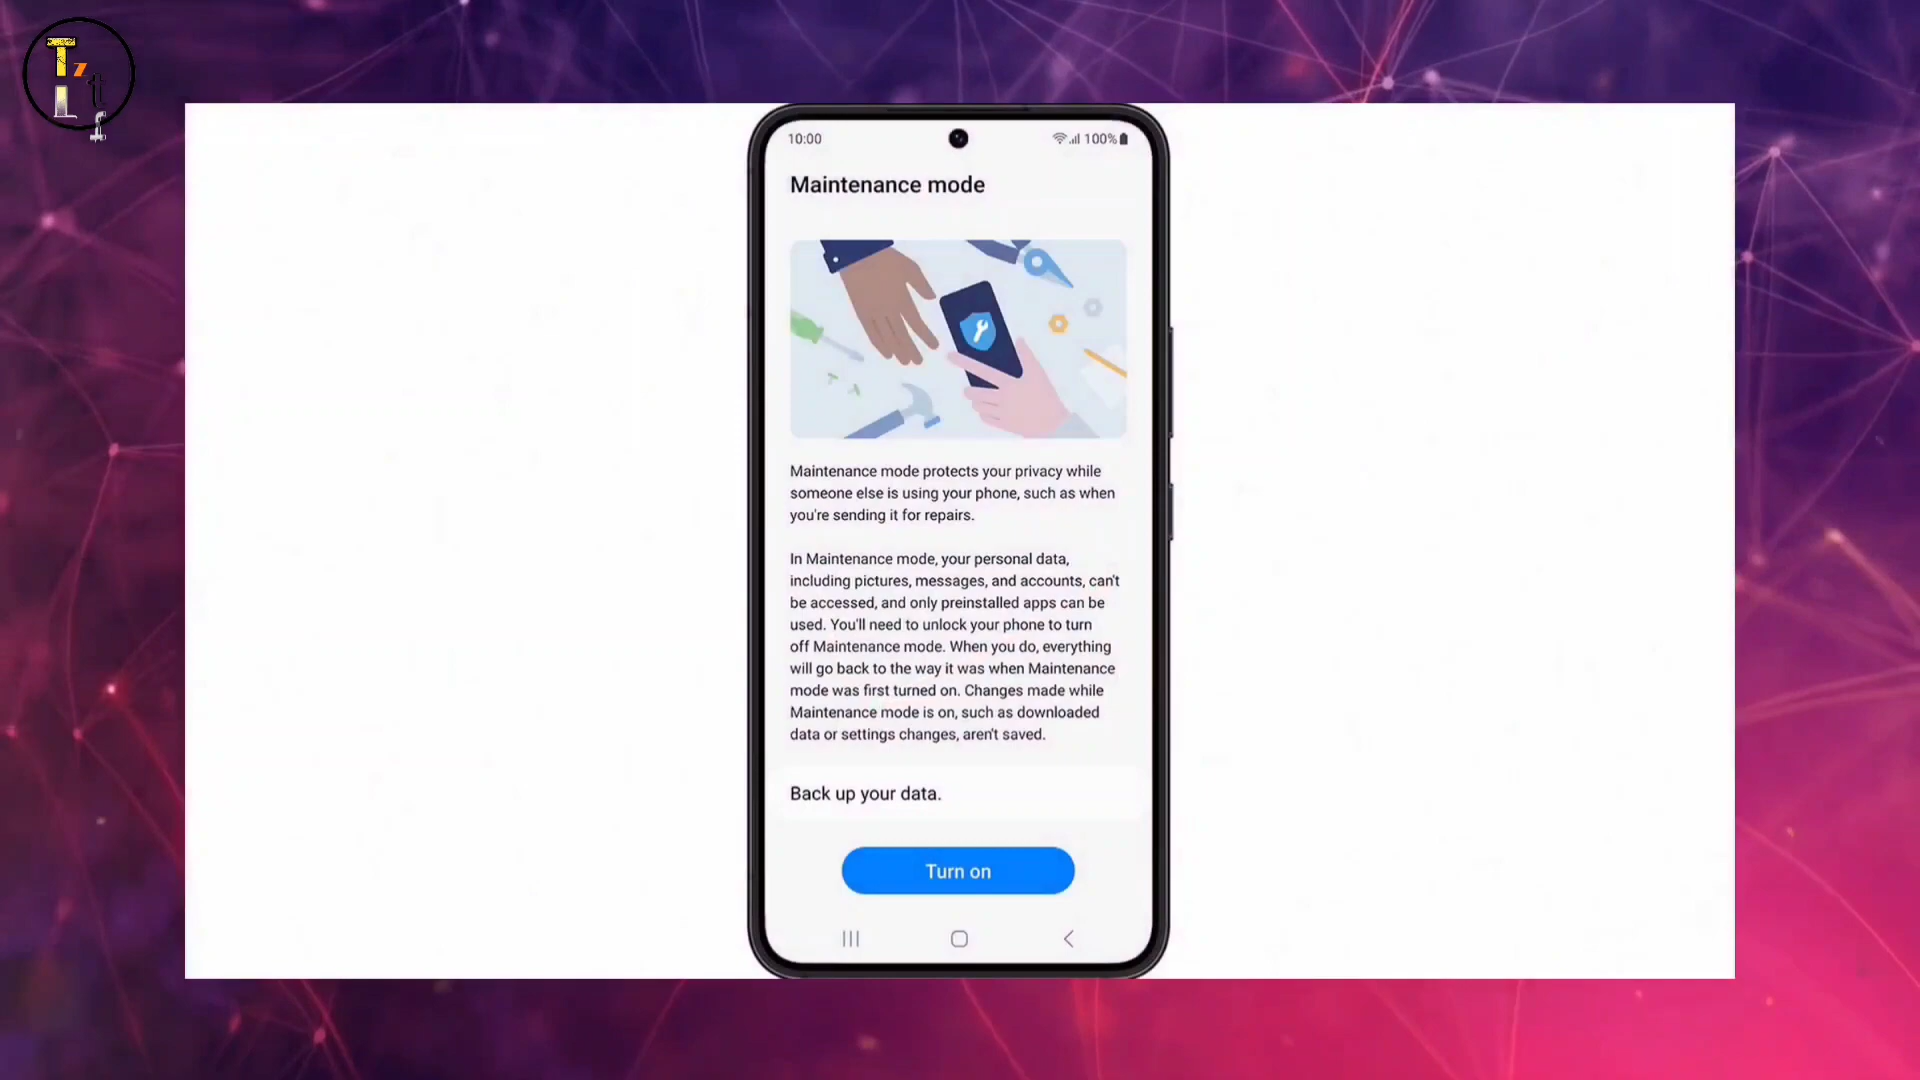 10:00
100%
Maintenance mode
Maintenance mode protects your privacy while
someone else is using your phone, such as when
you're sending it for repairs.
In Maintenance mode, your personal data,
including pictures, messages, and accounts, can't
be accessed, and only preinstalled apps can be
used. You'll need to unlock your phone to turn
off Maintenance mode. When you do, everything
will go back to the way it was when Maintenance
mode was first turned on. Changes made while
Maintenance mode is on, such as downloaded
data or settings changes, aren't saved.
Back up your data.
Turn on